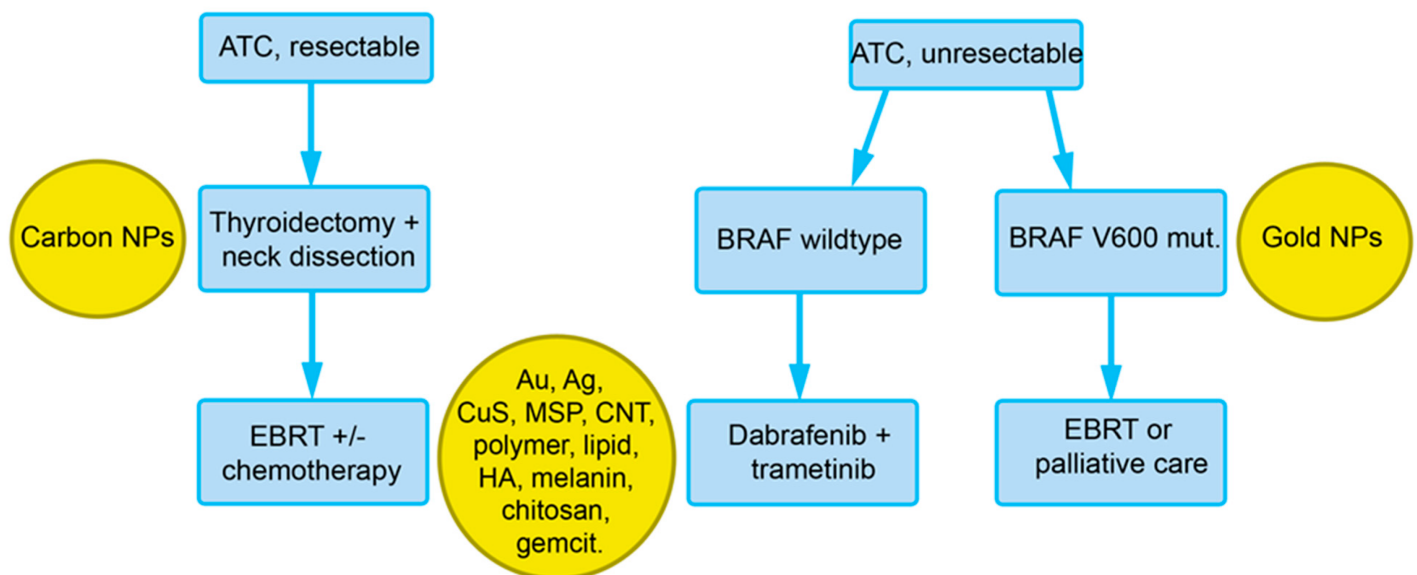 ATC, resectable
ATC, unresectable
Carbon NPs
Thyroidectomy +
neck dissection
BRAF wildtype
BRAF V600 mut.
Gold NPs
EBRT +/-
chemotherapy
Au, Ag,
CuS, MSP, CNT,
polymer, lipid,
HA, melanin,
chitosan,
gemcit.
Dabrafenib +
trametinib
EBRT or
palliative care